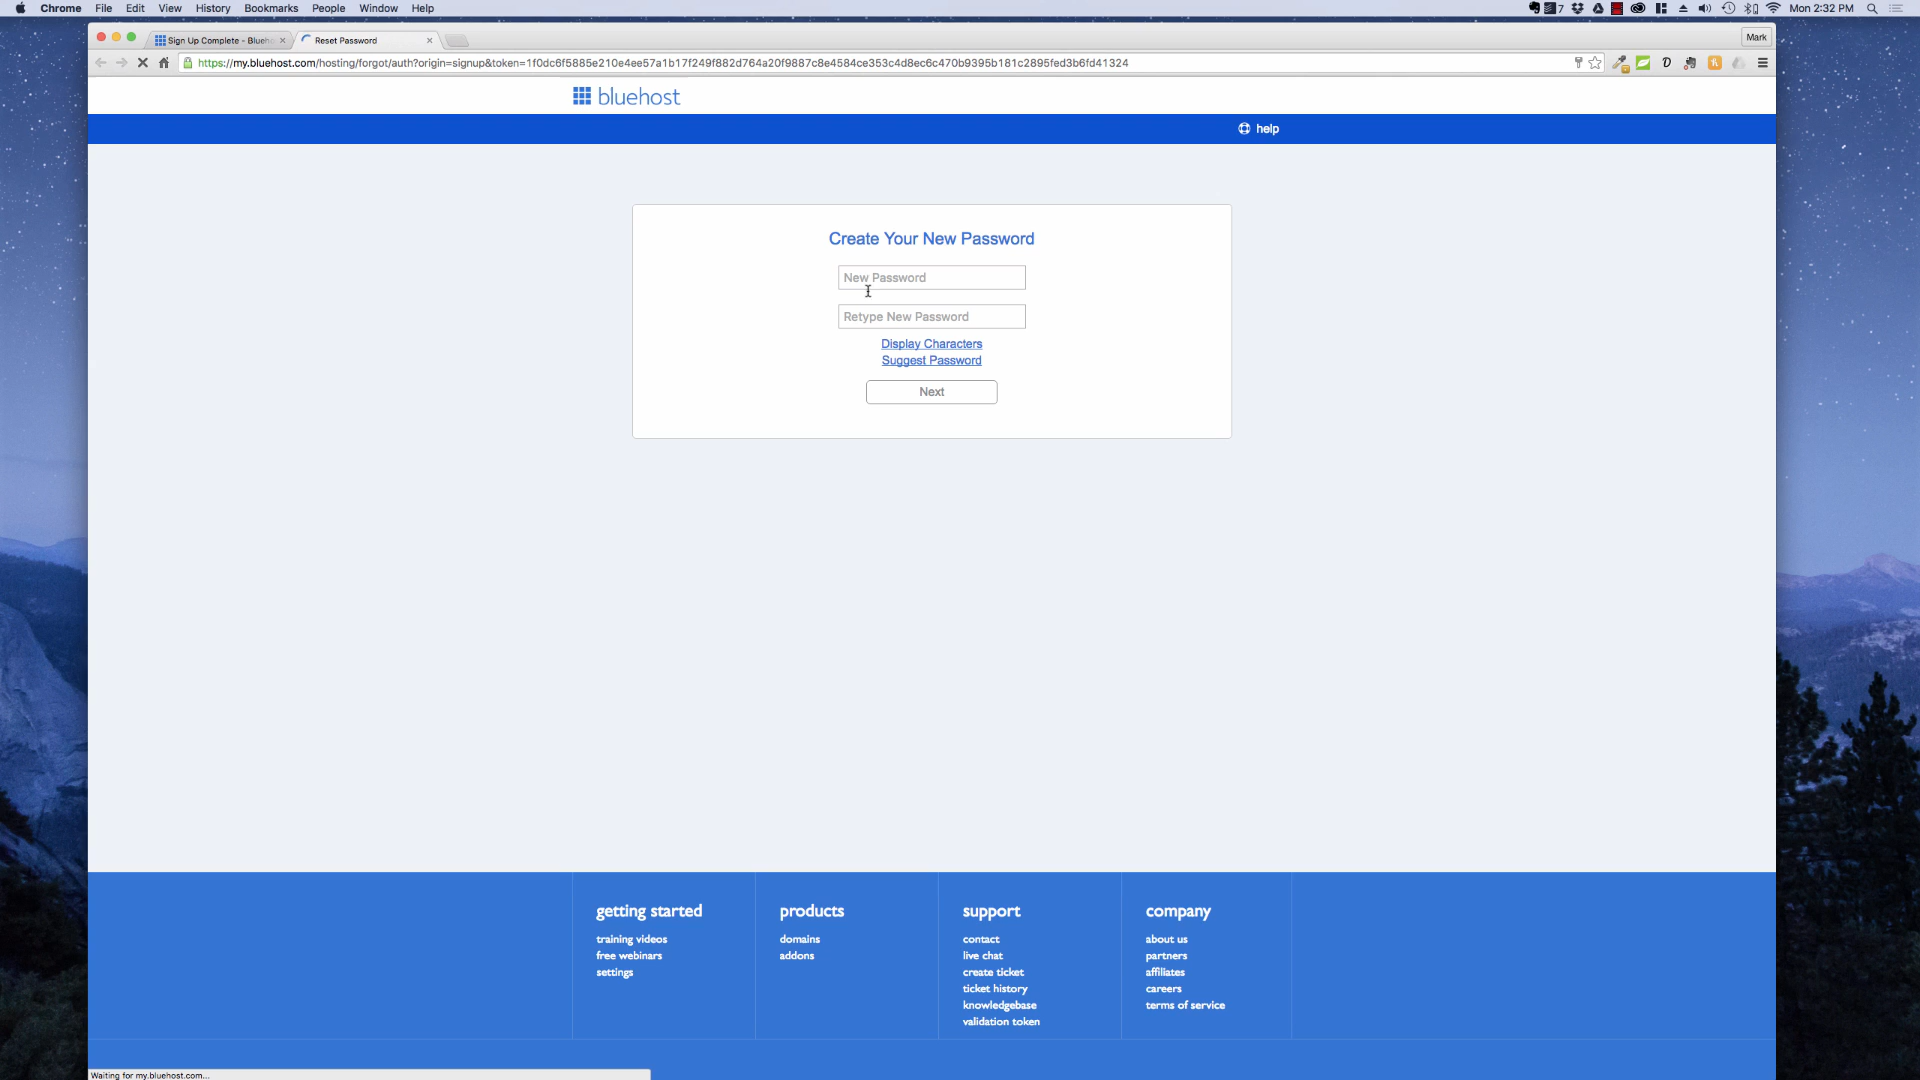 Chrome File Edit View History Bookmarks People Window Help 7 Mon 2:32 PM
Sign Up Complete - Blueho Reset Password Mark
https://my.bluehost.com/hosting/forgot/auth?origin=signup&token=1f0dc6f5885e210e4ee57a1b17f249f882d764a20f9887c8e4584ce353c4d8ec6c470b9395b181c2895fed3b6fd41324
bluehost
help
Create Your New Password
New Password
Retype New Password
Display Characters
Suggest Password
Next
getting started
training videos
free webinars
settings
products
domains
addons
support
contact
live chat
create ticket
ticket history
knowledgebase
validation token
company
about us
partners
affiliates
careers
terms of service
Waiting for my.bluehost.com...